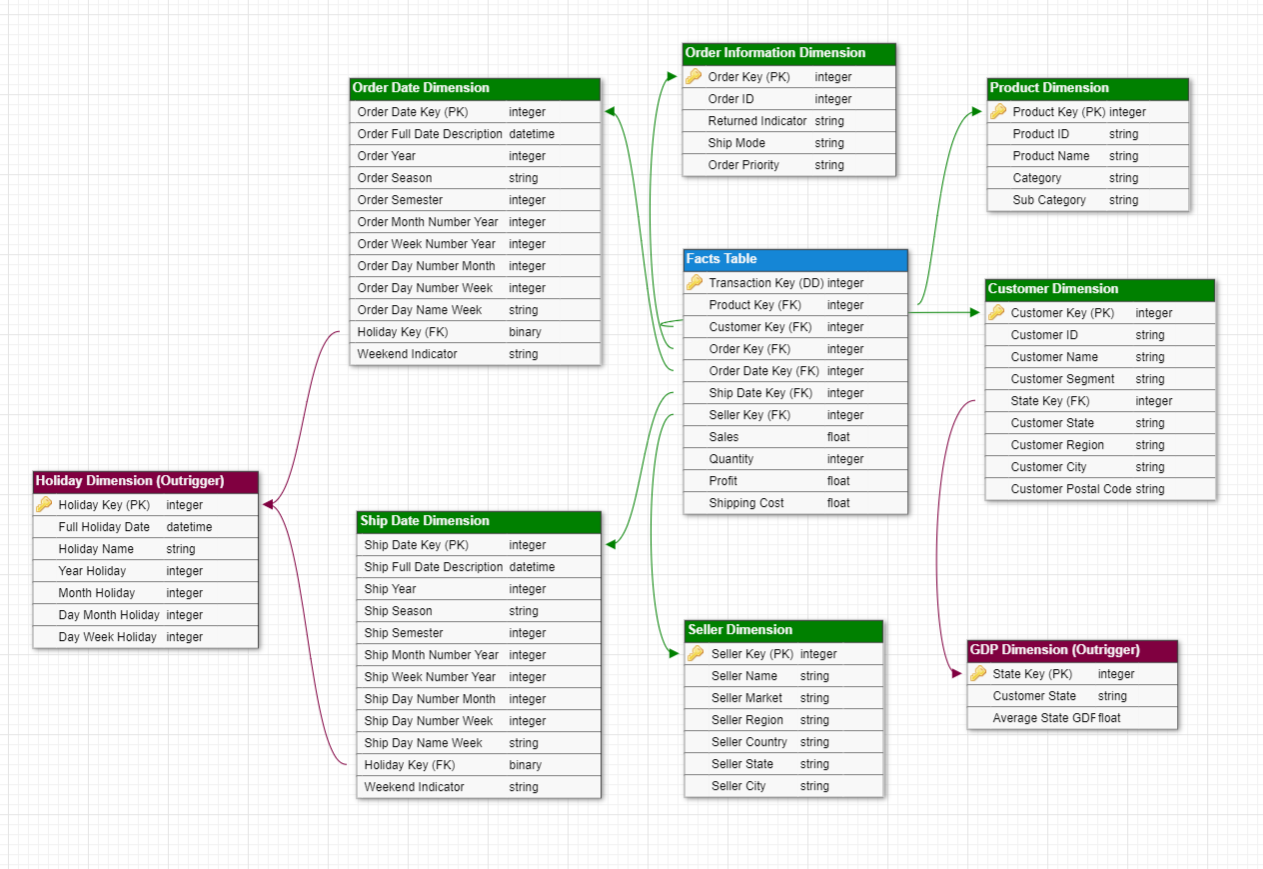 Order Information Dimension
Order Key (PK) integer
Order ID integer
Returned Indicator string
Ship Mode string
Order Priority string
Order Date Dimension
Order Date Key (PK) integer
Order Full Date Description datetime
Order Year integer
Order Season string
Order Semester integer
Order Month Number Year integer
Order Week Number Year integer
Order Day Number Month integer
Order Day Number Week integer
Order Day Name Week string
Holiday Key (FK) binary
Weekend Indicator string
Product Dimension
Product Key (PK) integer
Product ID string
Product Name string
Category string
Sub Category string
Facts Table
Transaction Key (DD) integer
Product Key (FK) integer
Customer Key (FK) integer
Order Key (FK) integer
Order Date Key (FK) integer
Ship Date Key (FK) integer
Seller Key (FK) integer
Sales float
Quantity integer
Profit float
Shipping Cost float
Customer Dimension
Customer Key (PK) integer
Customer ID string
Customer Name string
Customer Segment string
State Key (FK) integer
Customer State string
Customer Region string
Customer City string
Customer Postal Code string
Holiday Dimension (Outrigger)
Holiday Key (PK) integer
Full Holiday Date datetime
Holiday Name string
Year Holiday integer
Month Holiday integer
Day Month Holiday integer
Day Week Holiday integer
Ship Date Dimension
Ship Date Key (PK) integer
Ship Full Date Description datetime
Ship Year integer
Ship Season string
Ship Semester integer
Ship Month Number Year integer
Ship Week Number Year integer
Ship Day Number Month integer
Ship Day Number Week integer
Ship Day Name Week string
Holiday Key (FK) binary
Weekend Indicator string
Seller Dimension
Seller Key (PK) integer
Seller Name string
Seller Market string
Seller Region string
Seller Country string
Seller State string
Seller City string
GDP Dimension (Outrigger)
State Key (PK) integer
Customer State string
Average State GDP float